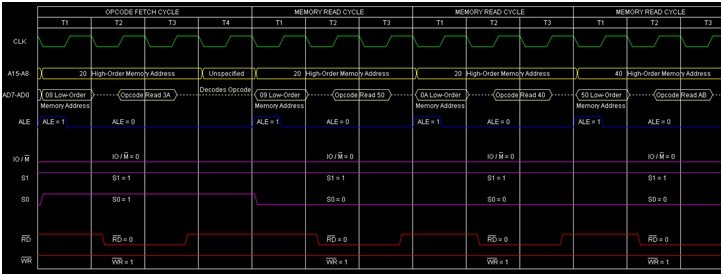 OPCODE FETCH CYCLE MEMORY READ CYCLE MEMORY READ CYCLE MEMORY READ CYCLE
T1 T2 T3 T4 T1 T2 T3 T1 T2 T3 T1 T2 T3
CLK
A15-A8 20 High-Order Memory Address Unspecified 20 High-Order Memory Address 20 High-Order Memory Address 40 High-Order Memory Address
Decodes Opcode
AD7-AD0 08 Low-Order Opcode Read 3A 09 Low-Order Opcode Read 50 0A Low-Order Opcode Read 40 50 Low-Order Opcode Read AB
Memory Address Memory Address Memory Address Memory Address
ALE ALE = 1 ALE = 0 ALE = 1 ALE = 0 ALE = 1 ALE = 0 ALE = 1 ALE = 0
IO / M̅ IO / M̅ = 0 IO / M̅ = 0 IO / M̅ = 0 IO / M̅ = 0
S1 S1 = 1 S1 = 1 S1 = 1 S1 = 1
S0 S0 = 1 S0 = 0 S0 = 0 S0 = 0
R̅D̅ R̅D̅ = 0 R̅D̅ = 0 R̅D̅ = 0 R̅D̅ = 0
W̅R̅ W̅R̅ = 1 W̅R̅ = 1 W̅R̅ = 1 W̅R̅ = 1